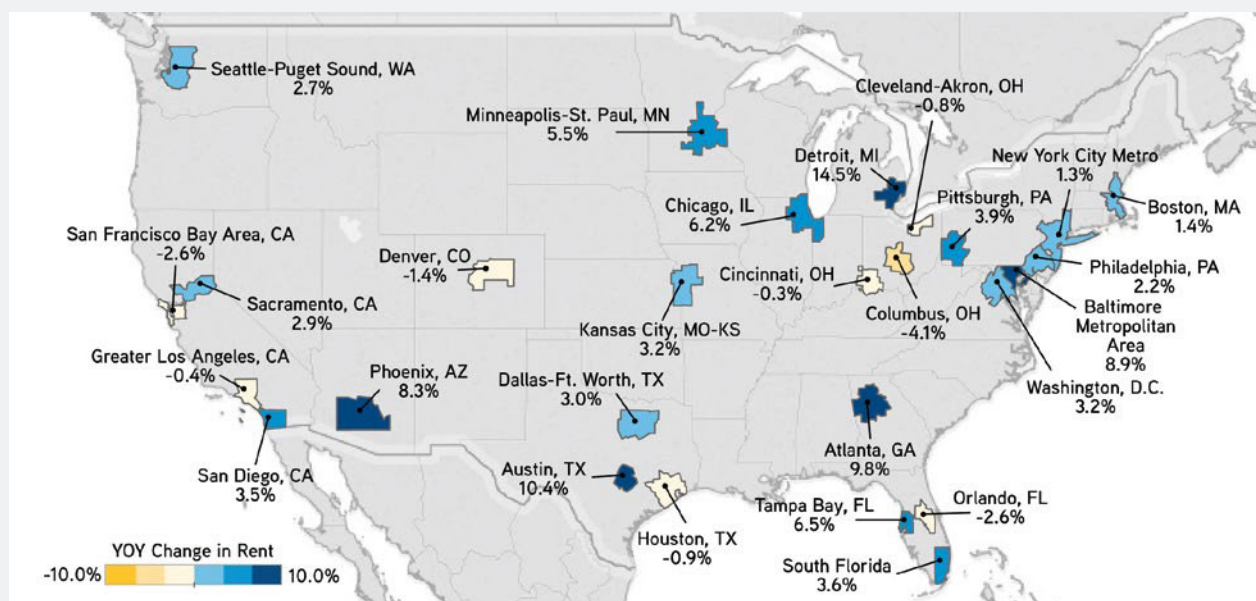 Seattle-Puget Sound, WA
2.7%
Minneapolis-St. Paul, MN
5.5%
Cleveland-Akron, OH
-0.8%
Detroit, MI
14.5%
New York City Metro
1.3%
Chicago, IL
6.2%
Pittsburgh, PA
3.9%
Boston, MA
1.4%
San Francisco Bay Area, CA
-2.6%
Denver, CO
-1.4%
Cincinnati, OH
-0.3%
Philadelphia, PA
2.2%
Sacramento, CA
2.9%
Kansas City, MO-KS
3.2%
Columbus, OH
-4.1%
Baltimore
Metropolitan
Area
8.9%
Greater Los Angeles, CA
-0.4%
Phoenix, AZ
8.3%
Dallas-Ft. Worth, TX
3.0%
Washington, D.C.
3.2%
Atlanta, GA
9.8%
San Diego, CA
3.5%
Austin, TX
10.4%
Houston, TX
-0.9%
Tampa Bay, FL
6.5%
Orlando, FL
-2.6%
South Florida
3.6%
YOY Change in Rent
-10.0% 10.0%